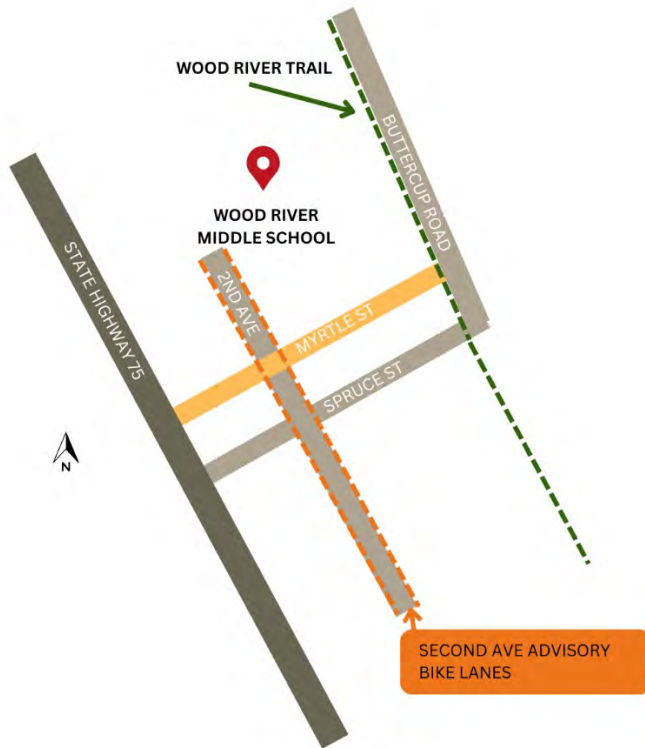 WOOD RIVER TRAIL
BUTTERCUP ROAD
WOOD RIVER
MIDDLE SCHOOL
STATE HIGHWAY 75
2ND AVE
MYRTLE ST
SPRUCE ST
N
SECOND AVE ADVISORY
BIKE LANES